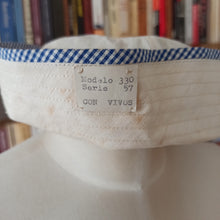 Modelo 330
Serie 57
CON VIVOS